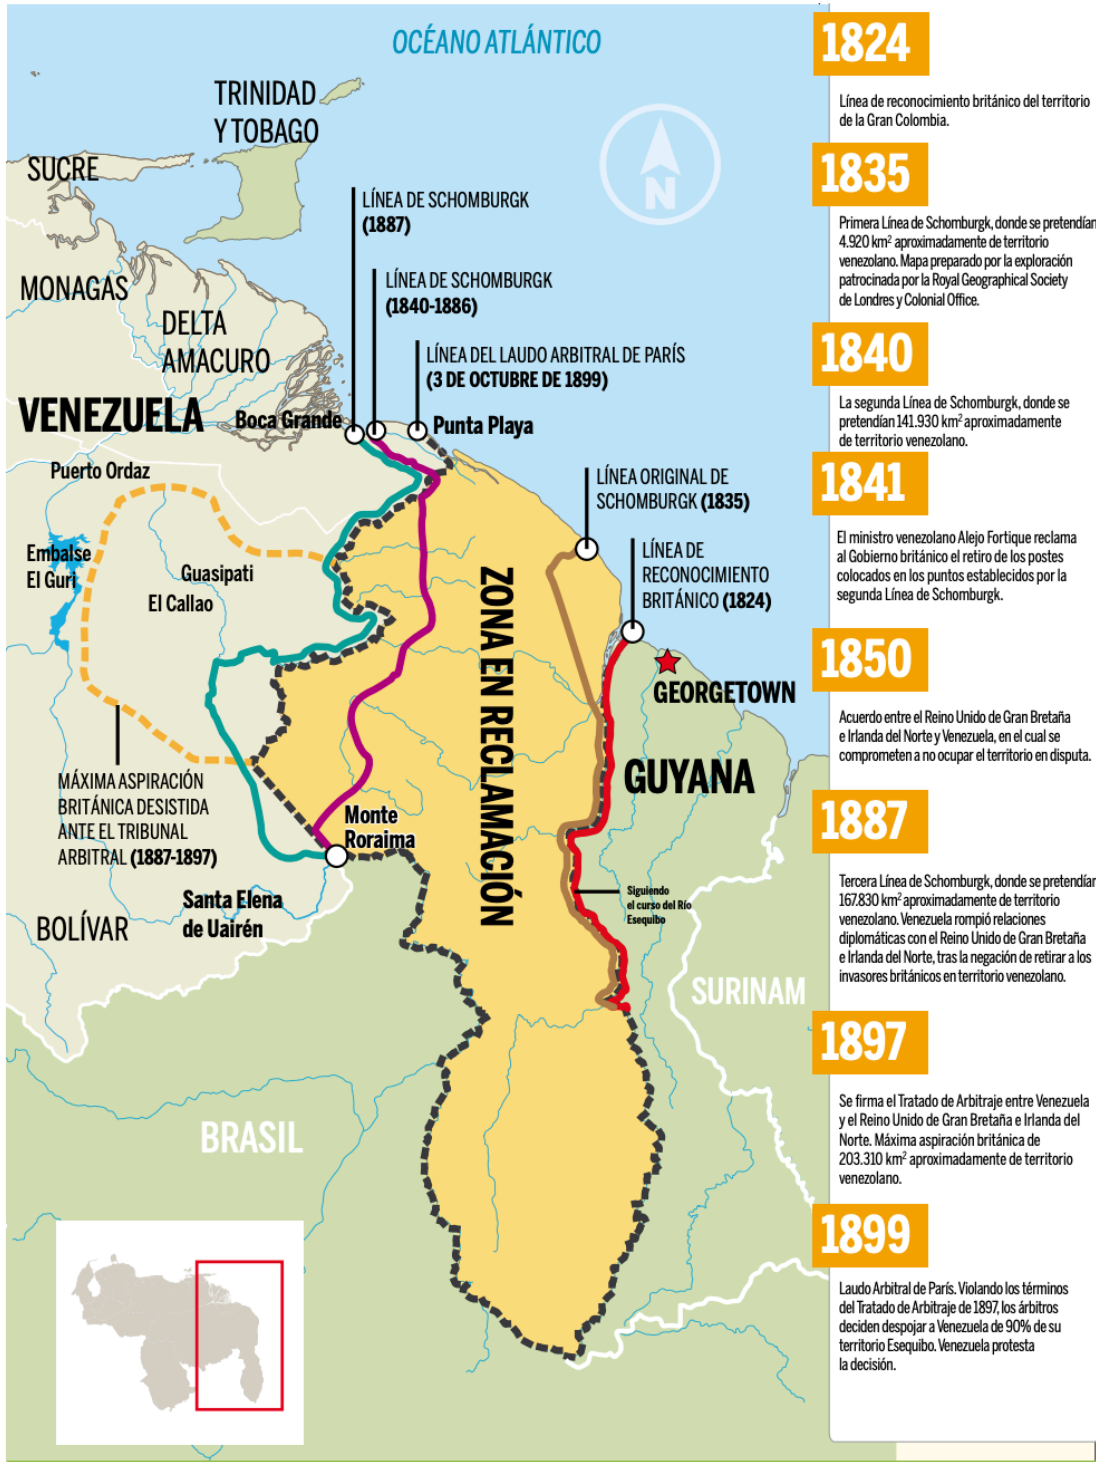 OCÉANO ATLÁNTICO
TRINIDAD
Y TOBAGO
SUCRE
N
LÍNEA DE SCHOMBURGK
(1887)
LÍNEA DE SCHOMBURGK
(1840-1886)
MONAGAS
DELTA
AMACURO
LÍNEA DEL LAUDO ARBITRAL DE PARÍS
(3 DE OCTUBRE DE 1899)
VENEZUELA
Boca Grande
Punta Playa
Puerto Ordaz
LÍNEA ORIGINAL DE
SCHOMBURGK (1835)
Embalse
El Guri
Guasipati
El Callao
LÍNEA DE
RECONOCIMIENTO
BRITÁNICO (1824)
ZONA EN RECLAMACIÓN
GEORGETOWN
GUYANA
MÁXIMA ASPIRACIÓN
BRITÁNICA DESISTIDA
ANTE EL TRIBUNAL
ARBITRAL (1887-1897)
Monte
Roraima
Santa Elena
de Uairén
BOLÍVAR
Siguiendo
el curso del Río
Esequibo
SURINAM
BRASIL
1824
Línea de reconocimiento británico del territorio
de la Gran Colombia.
1835
Primera Línea de Schomburgk, donde se pretendían
4.920 km² aproximadamente de territorio
venezolano. Mapa preparado por la exploración
patrocinada por la Royal Geographical Society
de Londres y Colonial Office.
1840
La segunda Línea de Schomburgk, donde se
pretendían 141.930 km² aproximadamente
de territorio venezolano.
1841
El ministro venezolano Alejo Fortique reclama
al Gobierno británico el retiro de los postes
colocados en los puntos establecidos por la
segunda Línea de Schomburgk.
1850
Acuerdo entre el Reino Unido de Gran Bretaña
e Irlanda del Norte y Venezuela, en el cual se
comprometen a no ocupar el territorio en disputa.
1887
Tercera Línea de Schomburgk, donde se pretendían
167.830 km² aproximadamente de territorio
venezolano. Venezuela rompió relaciones
diplomáticas con el Reino Unido de Gran Bretaña
e Irlanda del Norte, tras la negación de retirar a los
invasores británicos en territorio venezolano.
1897
Se firma el Tratado de Arbitraje entre Venezuela
y el Reino Unido de Gran Bretaña e Irlanda del
Norte. Máxima aspiración británica de
203.310 km² aproximadamente de territorio
venezolano.
1899
Laudo Arbitral de París. Violando los términos
del Tratado de Arbitraje de 1897, los árbitros
deciden despojar a Venezuela de 90% de su
territorio Esequibo. Venezuela protesta
la decisión.